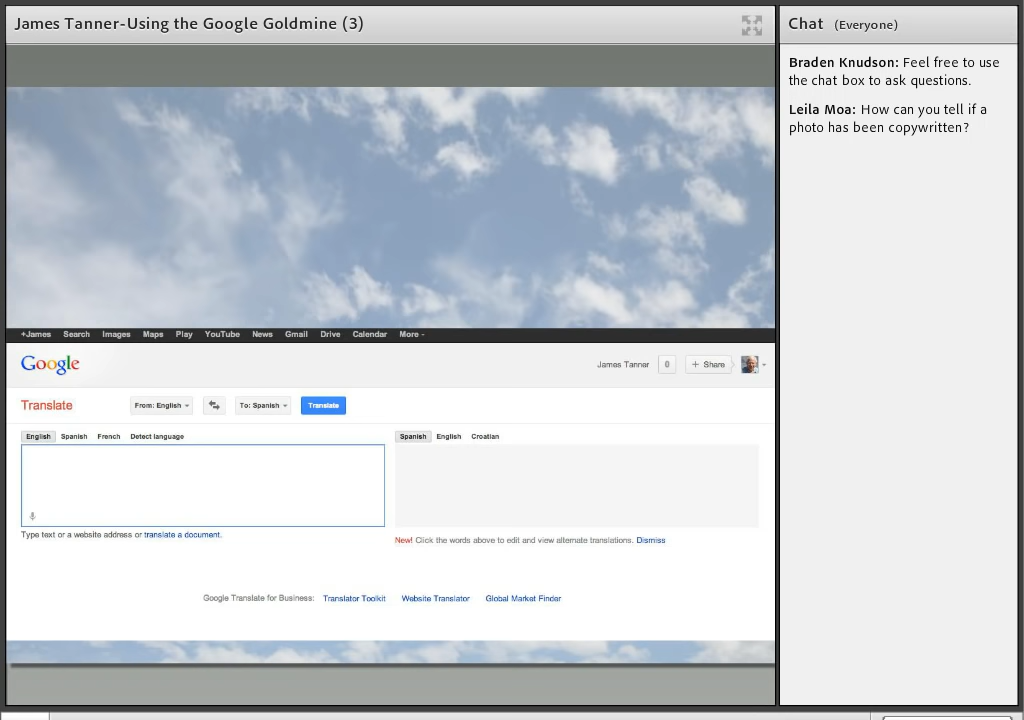 James Tanner-Using the Google Goldmine (3)
Chat (Everyone)
Braden Knudson: Feel free to use
the chat box to ask questions.
Leila Moa: How can you tell if a
photo has been copywritten?
+James Search Images Maps Play YouTube News Gmail Drive Calendar More -
Google
James Tanner 0 + Share
Translate From: English To: Spanish Translate
English Spanish French Detect language
Spanish English Croatian
Type text or a website address or translate a document.
New! Click the words above to edit and view alternate translations. Dismiss
Google Translate for Business: Translator Toolkit Website Translator Global Market Finder